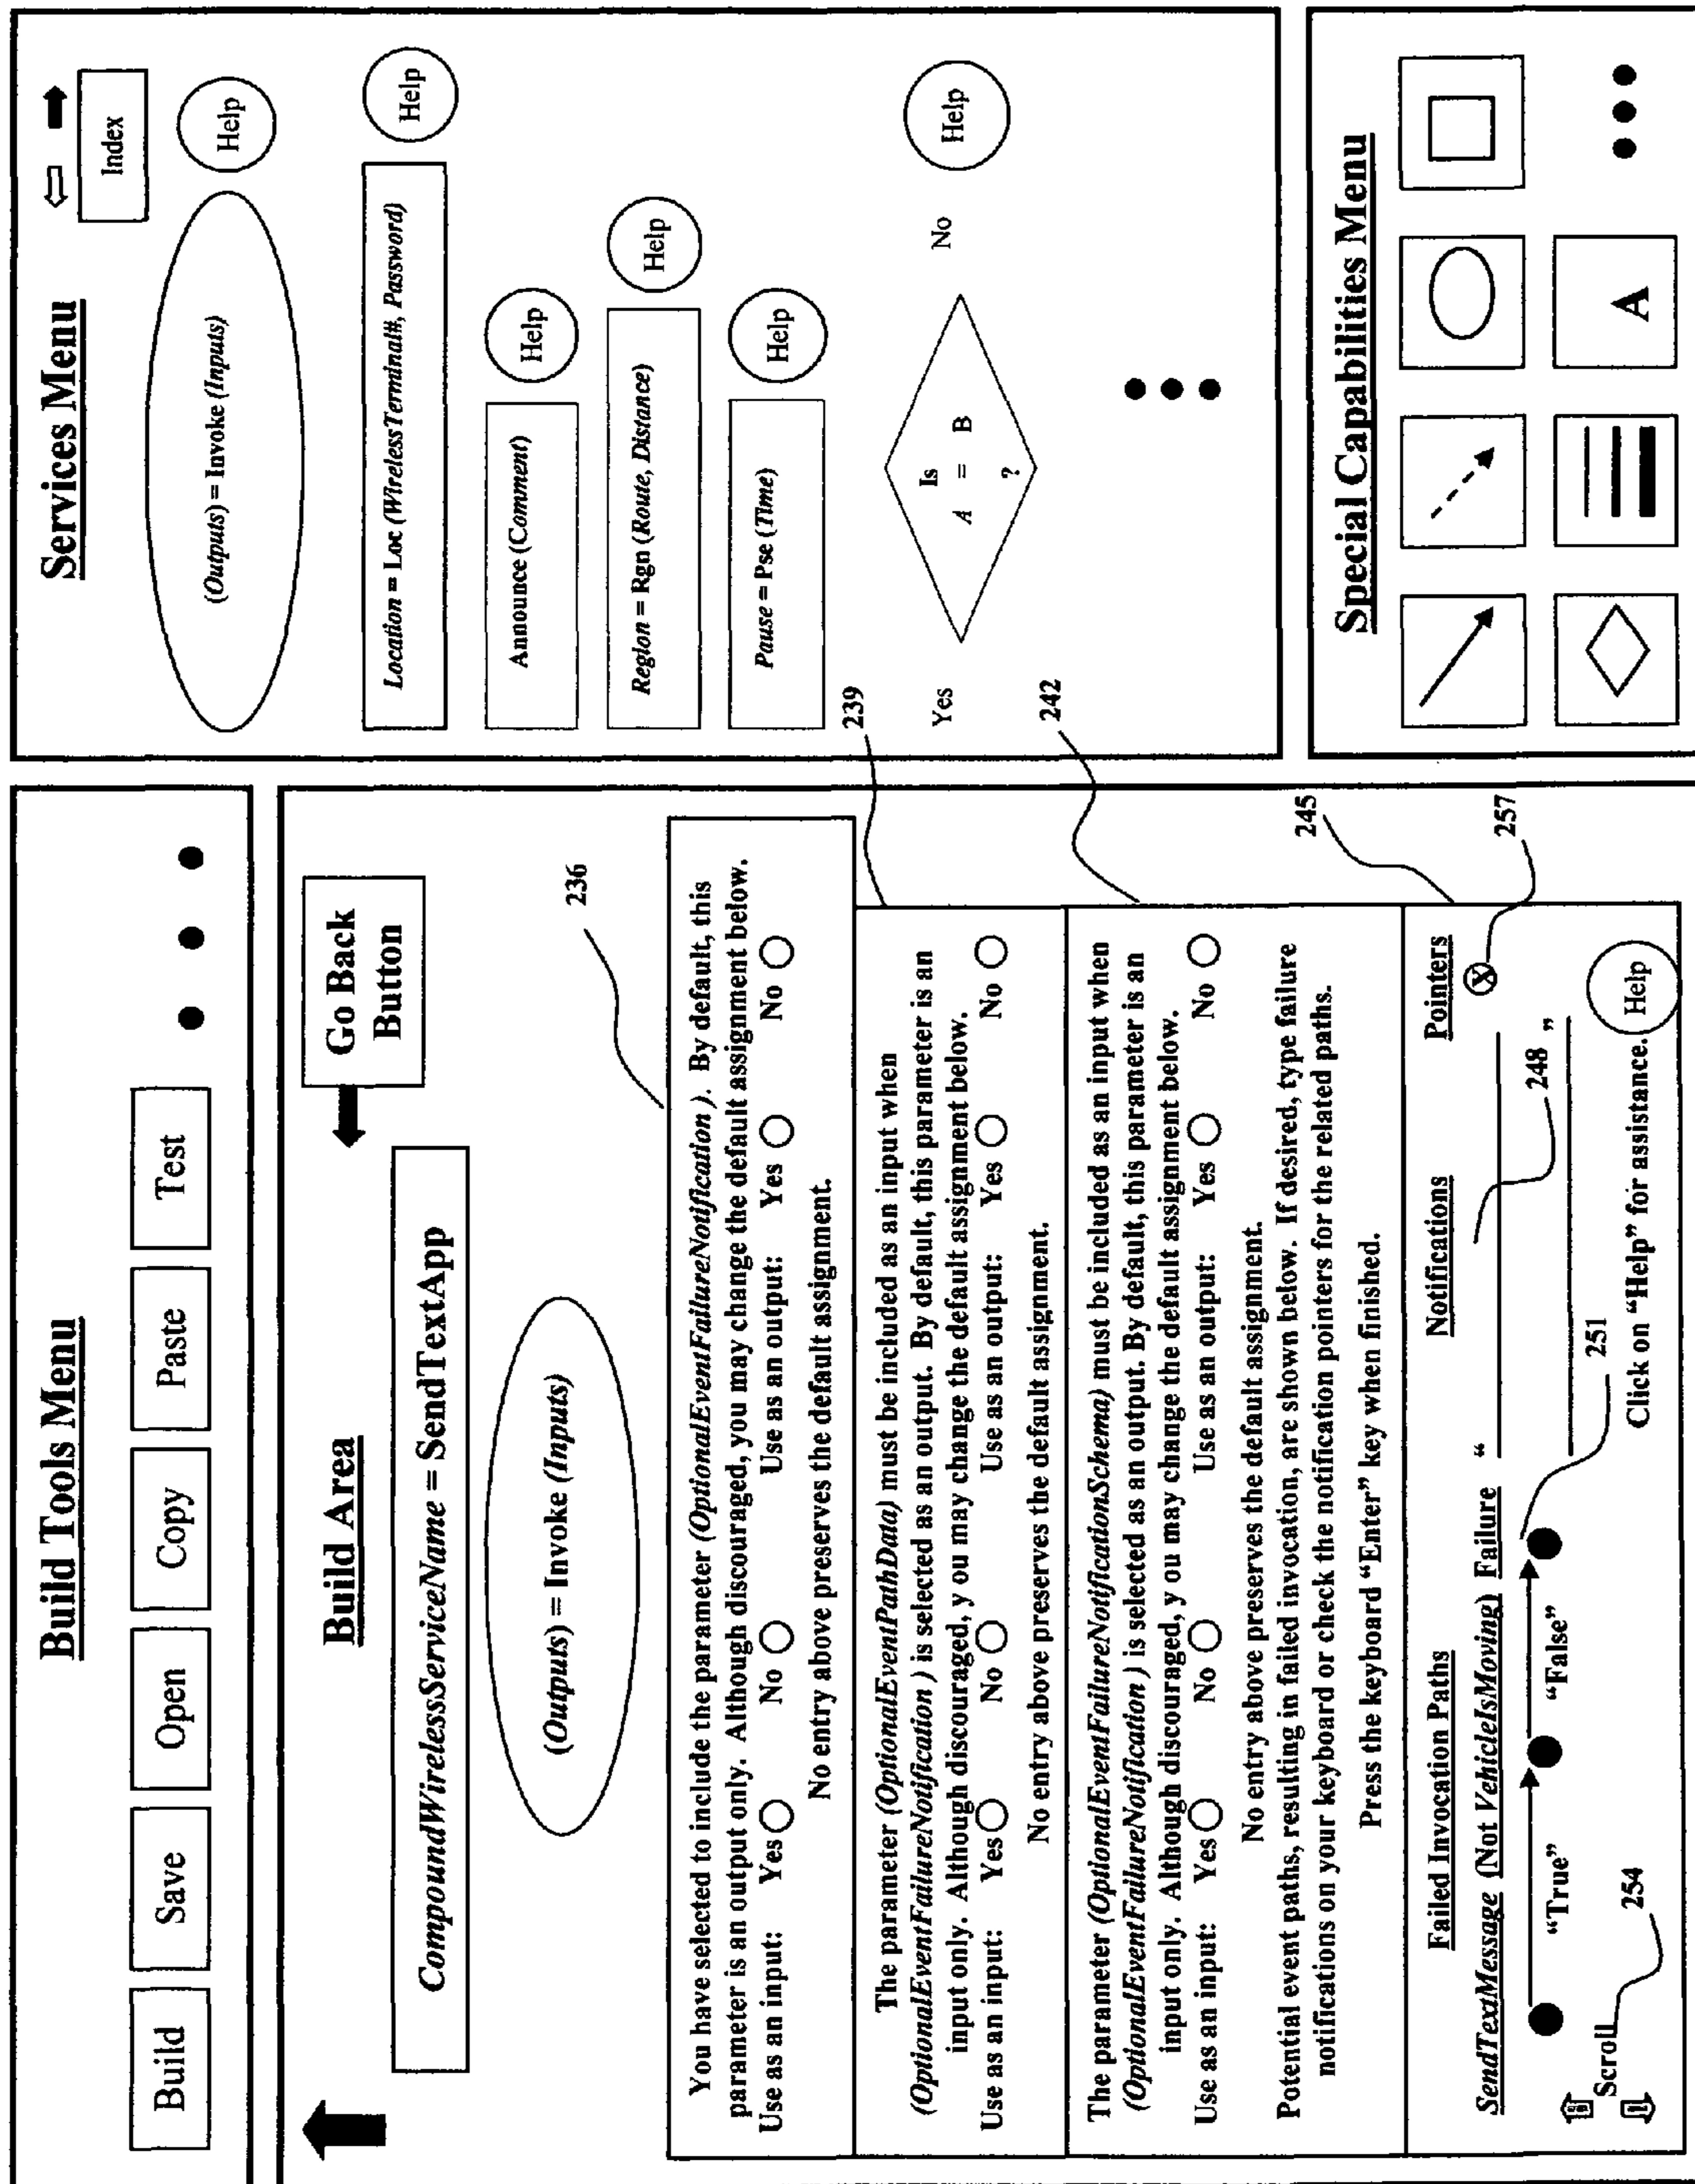 Build Tools Menu
Build
Save
Open
Copy
Paste
Test
Build Area
Go Back
Button
CompoundWirelessServiceName = SendTextApp
(Outputs) = Invoke (Inputs)
236
You have selected to include the parameter (OptionalEventFailureNotification ). By default, this
parameter is an output only. Although discouraged, you may change the default assignment below.
Use as an input: Yes No Use as an output: Yes No
No entry above preserves the default assignment.
239
The parameter (OptionalEventPathData) must be included as an input when
(OptionalEventFailureNotification ) is selected as an output. By default, this parameter is an
input only. Although discouraged, y ou may change the default assignment below.
Use as an input: Yes No Use as an output: Yes No
No entry above preserves the default assignment.
242
The parameter (OptionalEventFailureNotificationSchema) must be included as an input when
(OptionalEventFailureNotification ) is selected as an output. By default, this parameter is an
input only. Although discouraged, y ou may change the default assignment below.
Use as an input: Yes No Use as an output: Yes No
No entry above preserves the default assignment.
Potential event paths, resulting in failed invocation, are shown below. If desired, type failure
notifications on your keyboard or check the notification pointers for the related paths.
Press the keyboard “Enter” key when finished.
245
Failed Invocation Paths Notifications Pointers
257
SendTextMessage (Not VehicleIsMoving) Failure “ X
248 ”
“True” “False”
251
Scroll
254
Click on “Help” for assistance. Help
Services Menu
Index
(Outputs) = Invoke (Inputs) Help
Location = Loc (WirelessTerminal#, Password) Help
Announce (Comment) Help
Region = Rgn (Route, Distance) Help
Pause = Pse (Time) Help
Is
Yes A = B No Help
?
Special Capabilities Menu
A